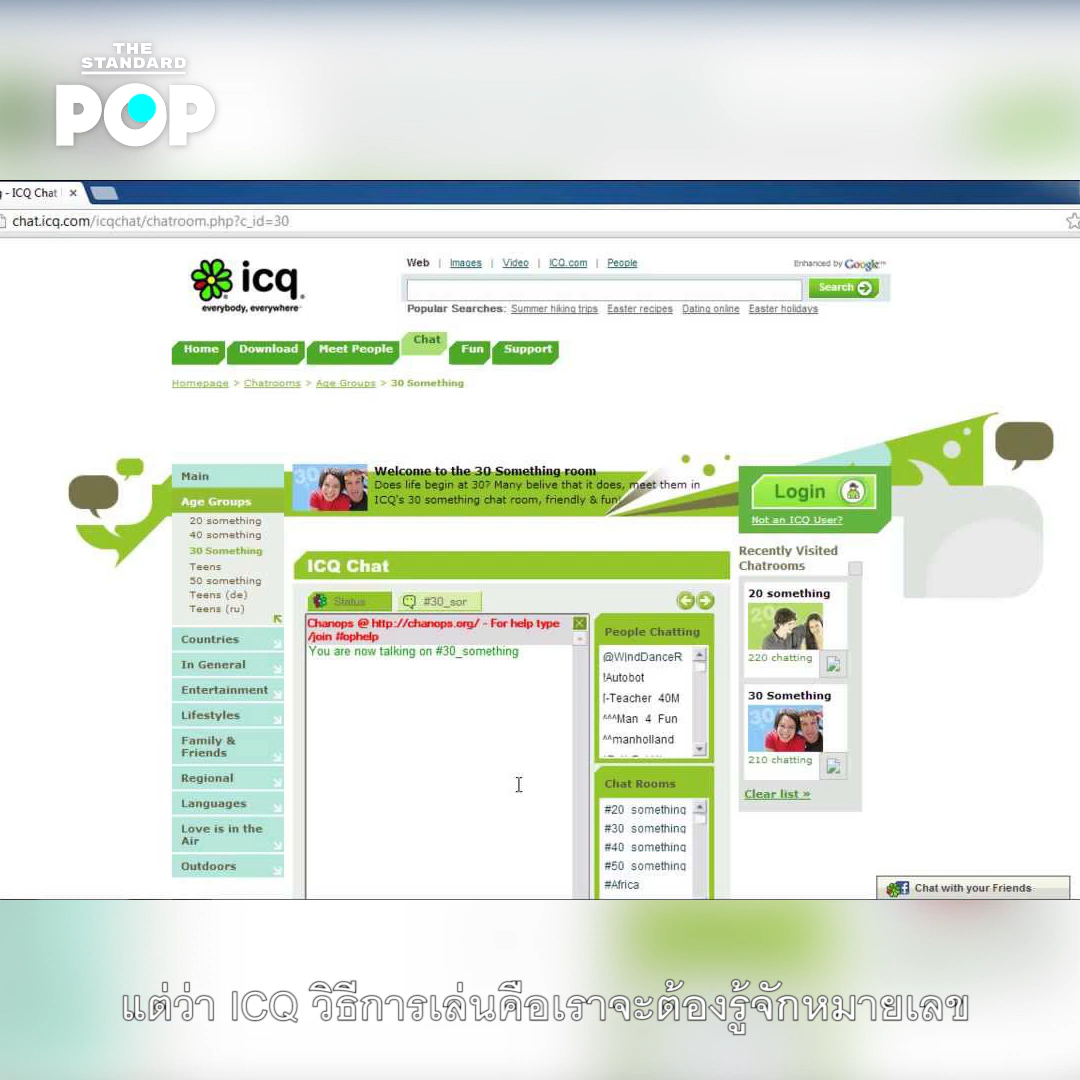 THE
STANDARD
POP
- ICQ Chat
chat.icq.com/icqchat/chatroom.php?c_id=30
icq
everybody, everywhere
Web | Images | Video | ICQ.com | People
Enhanced by Google™
Search
Popular Searches: Summer hiking trips Easter recipes Dating online Easter holidays
Home Download Meet People Chat Fun Support
Homepage > Chatrooms > Age Groups > 30 Something
Main
Age Groups
20 something
40 something
30 Something
Teens
50 something
Teens (de)
Teens (ru)
Countries
In General
Entertainment
Lifestyles
Family &
Friends
Regional
Languages
Love is in the
Air
Outdoors
30
Welcome to the 30 Something room
Does life begin at 30? Many belive that it does, meet them in
ICQ's 30 something chat room, friendly & fun!
ICQ Chat
Status #30_sor
Chanops @ http://chanops.org/ - For help type
/join #ophelp
You are now talking on #30_something
People Chatting
@WIndDanceR
!Autobot
[-Teacher 40M
^^^Man 4 Fun
^^manholland
Chat Rooms
#20 something
#30 something
#40 something
#50 something
#Africa
Login
Not an ICQ User?
Recently Visited
Chatrooms
20 something
220 chatting
30 Something
30
210 chatting
Clear list »
Chat with your Friends
แต่ว่า ICQ วิธีการเล่นคือเราจะต้องรู้จักหมายเลข